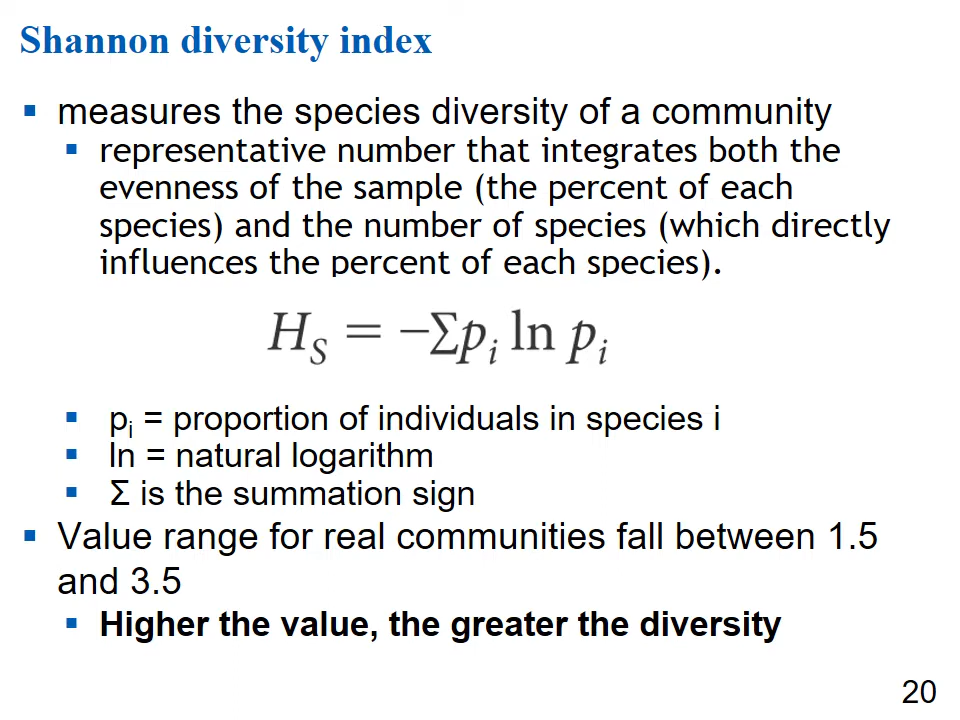 Shannon diversity index
▪ measures the species diversity of a community
▪ representative number that integrates both the
evenness of the sample (the percent of each
species) and the number of species (which directly
influences the percent of each species).
H_S = −Σp_i ln p_i
▪ p_i = proportion of individuals in species i
▪ ln = natural logarithm
▪ Σ is the summation sign
▪ Value range for real communities fall between 1.5
and 3.5
▪ Higher the value, the greater the diversity
20